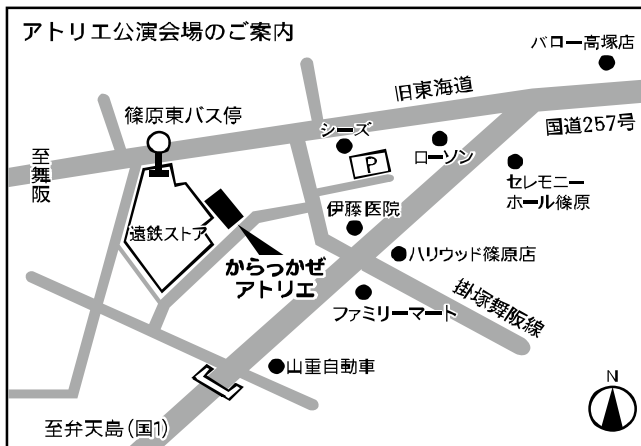 アトリエ公演会場のご案内
バロー高塚店
旧東海道
国道257号
篠原東バス停
至舞阪
シーズ
P
ローソン
セレモニー
ホール篠原
遠鉄ストア
伊藤医院
からっかぜ
アトリエ
ハリウッド篠原店
ファミリーマート
掛塚舞阪線
山重自動車
至弁天島(国1)
N